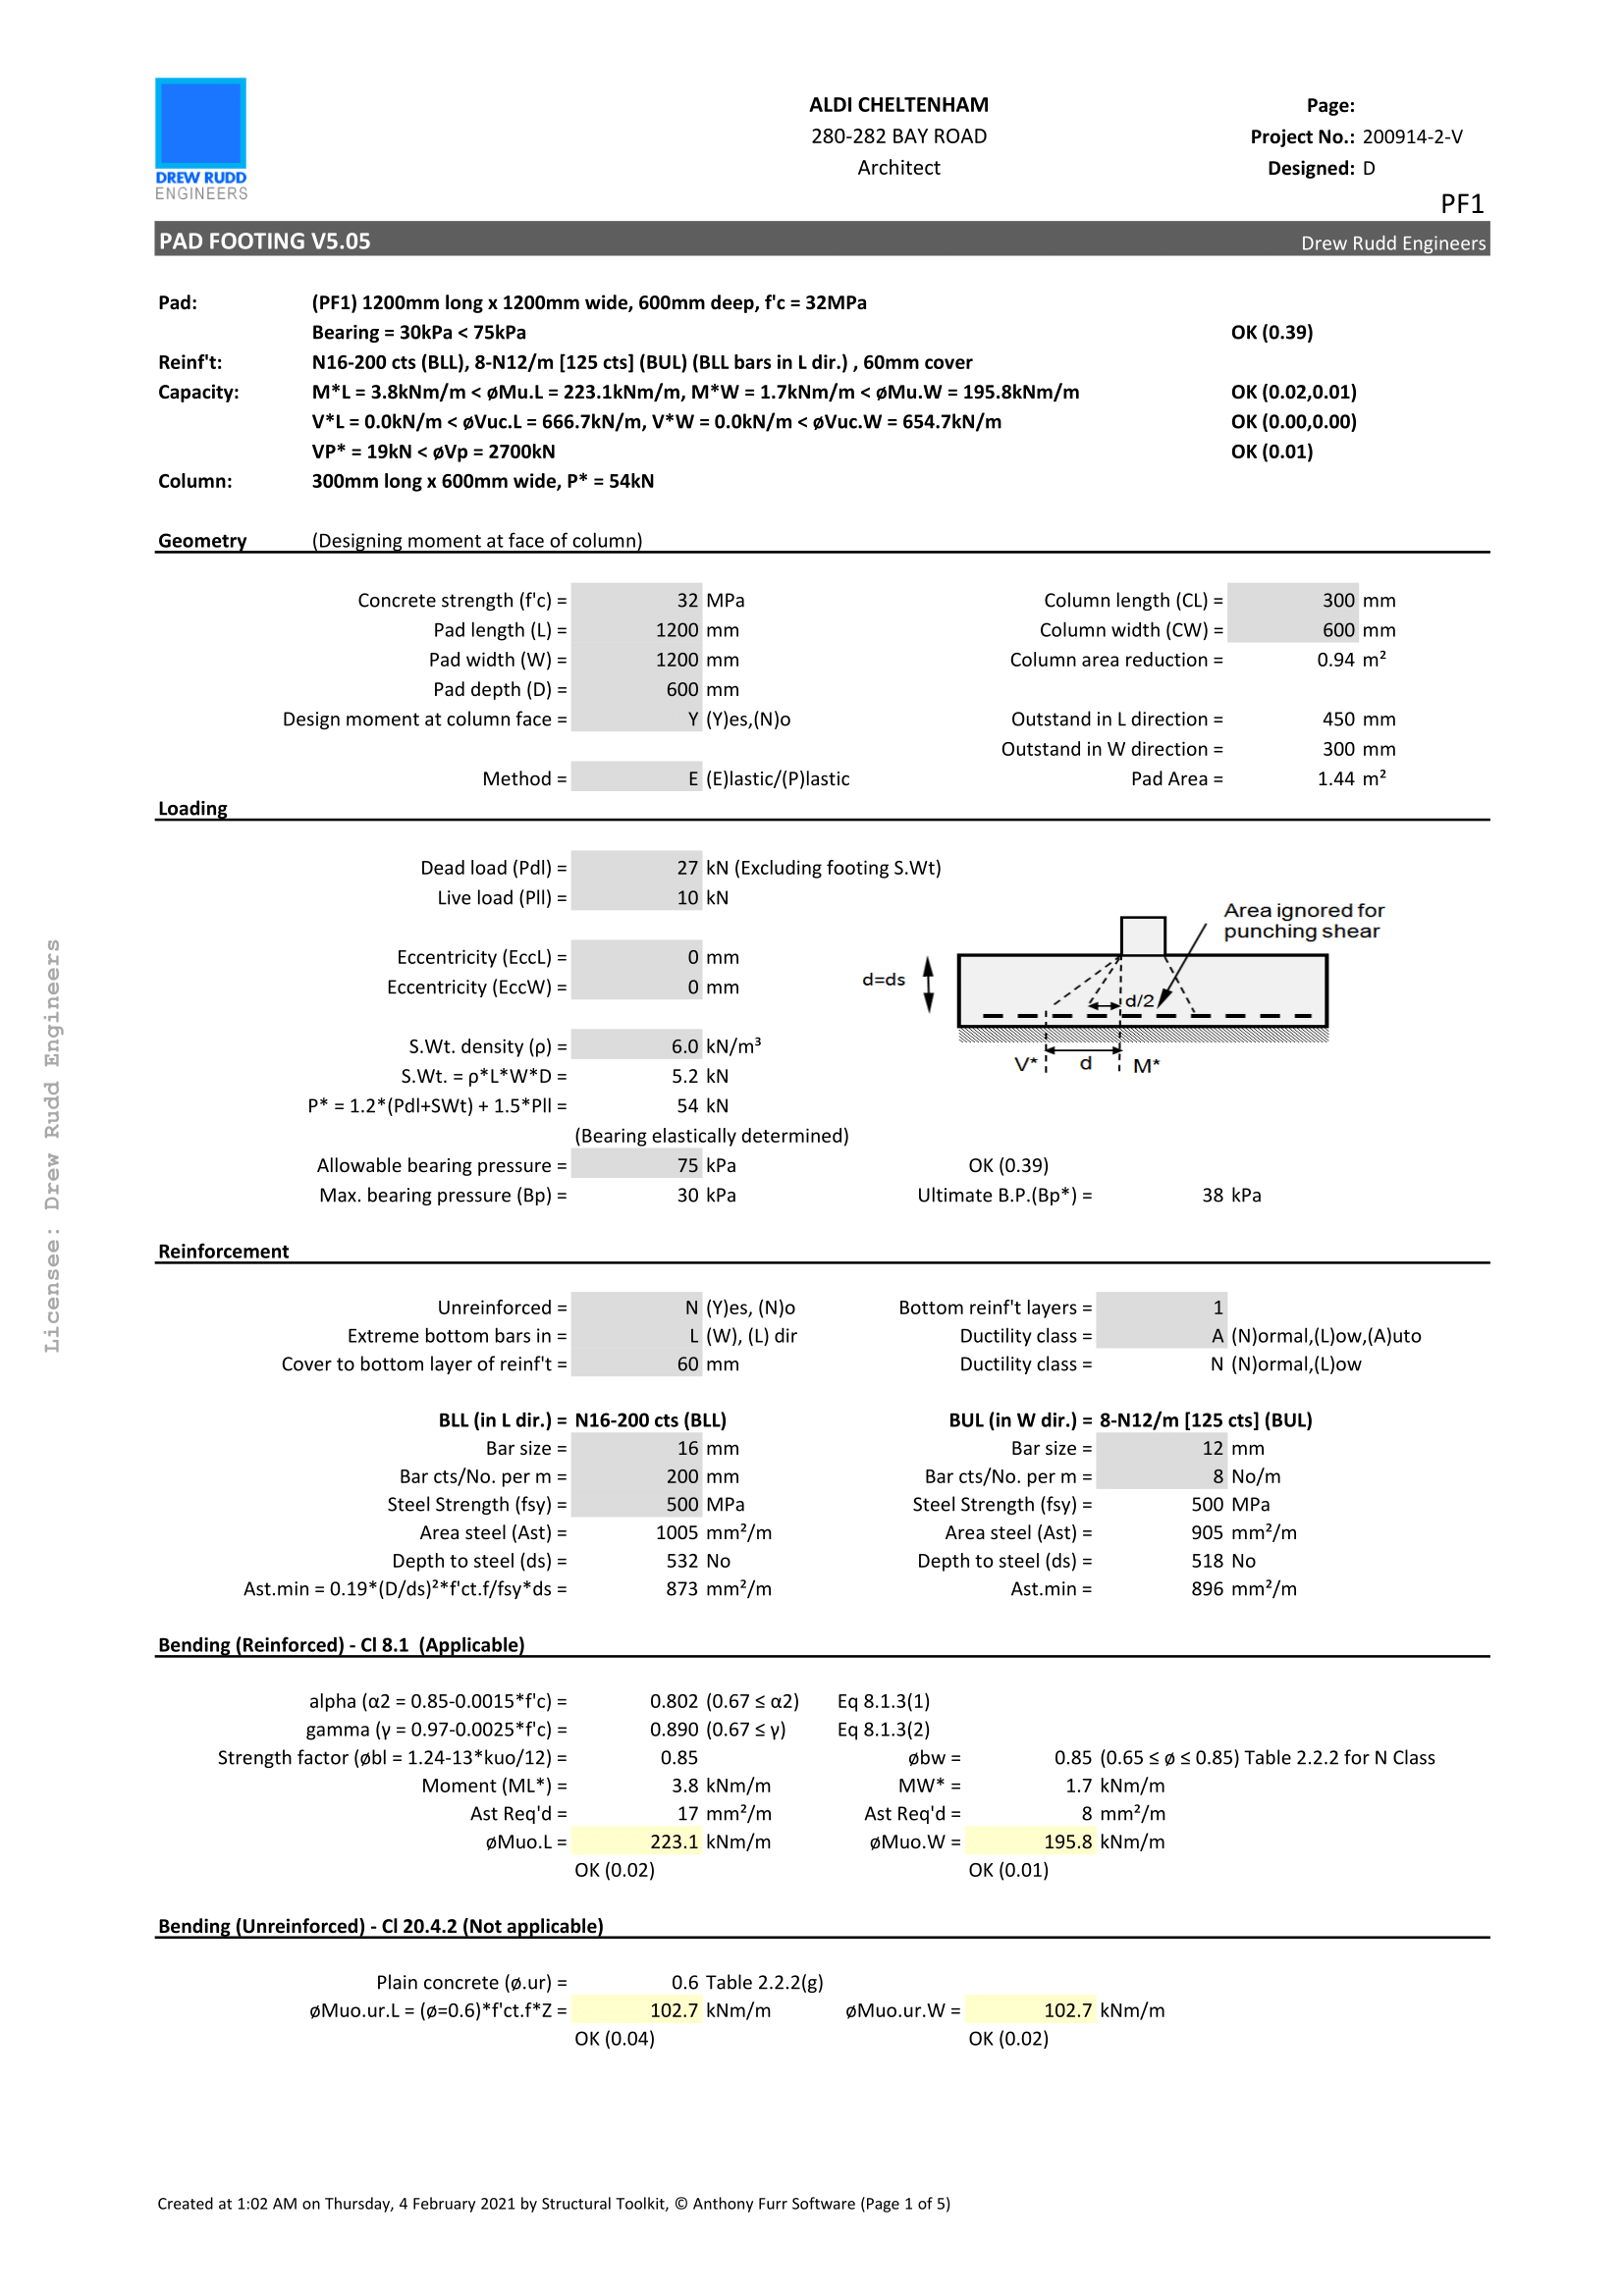 DREW RUDD
ENGINEERS
ALDI CHELTENHAM
280-282 BAY ROAD
Architect
Page:
Project No.: 200914-2-V
Designed: D
PF1
PAD FOOTING V5.05 Drew Rudd Engineers
Pad: (PF1) 1200mm long x 1200mm wide, 600mm deep, f'c = 32MPa
Bearing = 30kPa < 75kPa OK (0.39)
Reinf't: N16-200 cts (BLL), 8-N12/m [125 cts] (BUL) (BLL bars in L dir.) , 60mm cover
Capacity: M*L = 3.8kNm/m < øMu.L = 223.1kNm/m, M*W = 1.7kNm/m < øMu.W = 195.8kNm/m OK (0.02,0.01)
V*L = 0.0kN/m < øVuc.L = 666.7kN/m, V*W = 0.0kN/m < øVuc.W = 654.7kN/m OK (0.00,0.00)
VP* = 19kN < øVp = 2700kN OK (0.01)
Column: 300mm long x 600mm wide, P* = 54kN
Geometry (Designing moment at face of column)
Concrete strength (f'c) = 32 MPa Column length (CL) = 300 mm
Pad length (L) = 1200 mm Column width (CW) = 600 mm
Pad width (W) = 1200 mm Column area reduction = 0.94 m²
Pad depth (D) = 600 mm
Design moment at column face = Y (Y)es,(N)o Outstand in L direction = 450 mm
Outstand in W direction = 300 mm
Method = E (E)lastic/(P)lastic Pad Area = 1.44 m²
Loading
Dead load (Pdl) = 27 kN (Excluding footing S.Wt)
Live load (Pll) = 10 kN
Eccentricity (EccL) = 0 mm
Eccentricity (EccW) = 0 mm
S.Wt. density (ρ) = 6.0 kN/m³
S.Wt. = ρ*L*W*D = 5.2 kN
P* = 1.2*(Pdl+SWt) + 1.5*Pll = 54 kN
Area ignored for
punching shear
d=ds
d/2
V* d M*
(Bearing elastically determined)
Allowable bearing pressure = 75 kPa OK (0.39)
Max. bearing pressure (Bp) = 30 kPa Ultimate B.P.(Bp*) = 38 kPa
Reinforcement
Unreinforced = N (Y)es, (N)o Bottom reinf't layers = 1
Extreme bottom bars in = L (W), (L) dir Ductility class = A (N)ormal,(L)ow,(A)uto
Cover to bottom layer of reinf't = 60 mm Ductility class = N (N)ormal,(L)ow
BLL (in L dir.) = N16-200 cts (BLL) BUL (in W dir.) = 8-N12/m [125 cts] (BUL)
Bar size = 16 mm Bar size = 12 mm
Bar cts/No. per m = 200 mm Bar cts/No. per m = 8 No/m
Steel Strength (fsy) = 500 MPa Steel Strength (fsy) = 500 MPa
Area steel (Ast) = 1005 mm²/m Area steel (Ast) = 905 mm²/m
Depth to steel (ds) = 532 No Depth to steel (ds) = 518 No
Ast.min = 0.19*(D/ds)²*f'ct.f/fsy*ds = 873 mm²/m Ast.min = 896 mm²/m
Bending (Reinforced) - Cl 8.1 (Applicable)
alpha (α2 = 0.85-0.0015*f'c) = 0.802 (0.67 ≤ α2) Eq 8.1.3(1)
gamma (γ = 0.97-0.0025*f'c) = 0.890 (0.67 ≤ γ) Eq 8.1.3(2)
Strength factor (øbl = 1.24-13*kuo/12) = 0.85 øbw = 0.85 (0.65 ≤ ø ≤ 0.85) Table 2.2.2 for N Class
Moment (ML*) = 3.8 kNm/m MW* = 1.7 kNm/m
Ast Req'd = 17 mm²/m Ast Req'd = 8 mm²/m
øMuo.L = 223.1 kNm/m øMuo.W = 195.8 kNm/m
OK (0.02) OK (0.01)
Bending (Unreinforced) - Cl 20.4.2 (Not applicable)
Plain concrete (ø.ur) = 0.6 Table 2.2.2(g)
øMuo.ur.L = (ø=0.6)*f'ct.f*Z = 102.7 kNm/m øMuo.ur.W = 102.7 kNm/m
OK (0.04) OK (0.02)
Created at 1:02 AM on Thursday, 4 February 2021 by Structural Toolkit, © Anthony Furr Software (Page 1 of 5)
Licensee: Drew Rudd Engineers